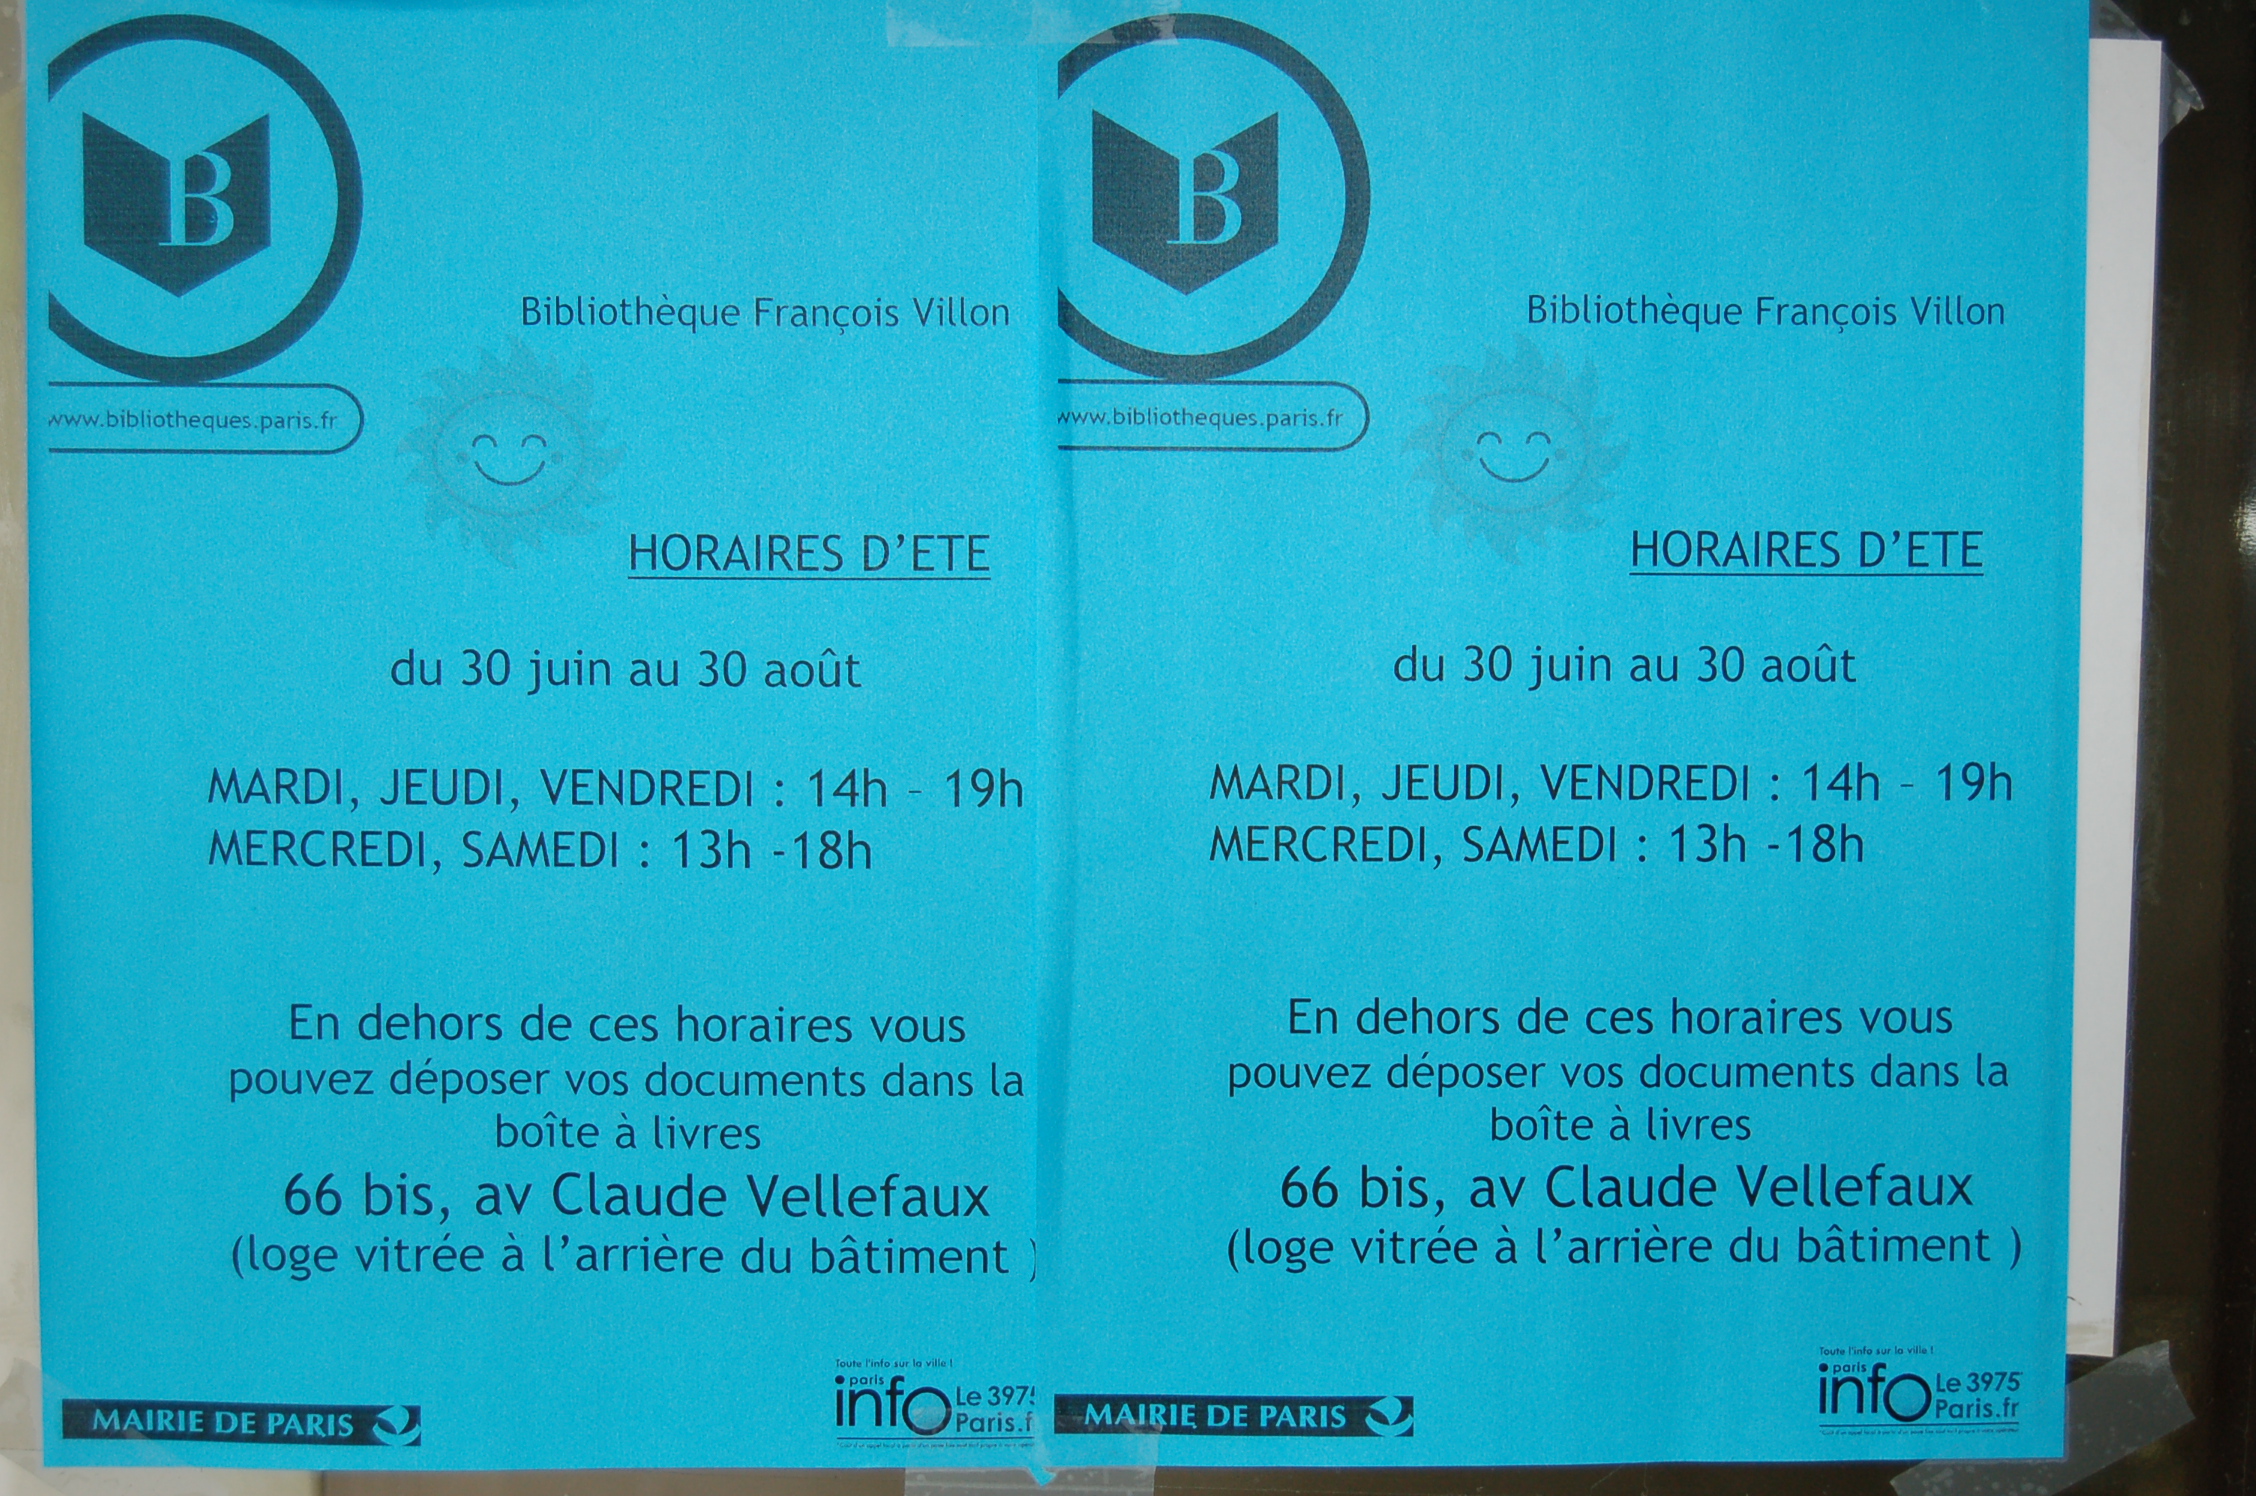 B
www.bibliotheques.paris.fr
Bibliothèque François Villon
HORAIRES D'ETE
du 30 juin au 30 août
MARDI, JEUDI, VENDREDI : 14h - 19h
MERCREDI, SAMEDI : 13h -18h
En dehors de ces horaires vous
pouvez déposer vos documents dans la
boîte à livres
66 bis, av Claude Vellefaux
(loge vitrée à l'arrière du bâtiment )
MAIRIE DE PARIS
Toute l'info sur la ville !
paris
info
Le 3975
Paris.f
B
www.bibliotheques.paris.fr
Bibliothèque François Villon
HORAIRES D'ETE
du 30 juin au 30 août
MARDI, JEUDI, VENDREDI : 14h - 19h
MERCREDI, SAMEDI : 13h -18h
En dehors de ces horaires vous
pouvez déposer vos documents dans la
boîte à livres
66 bis, av Claude Vellefaux
(loge vitrée à l'arrière du bâtiment )
MAIRIE DE PARIS
Toute l'info sur la ville !
paris
info
Le 3975
Paris.fr